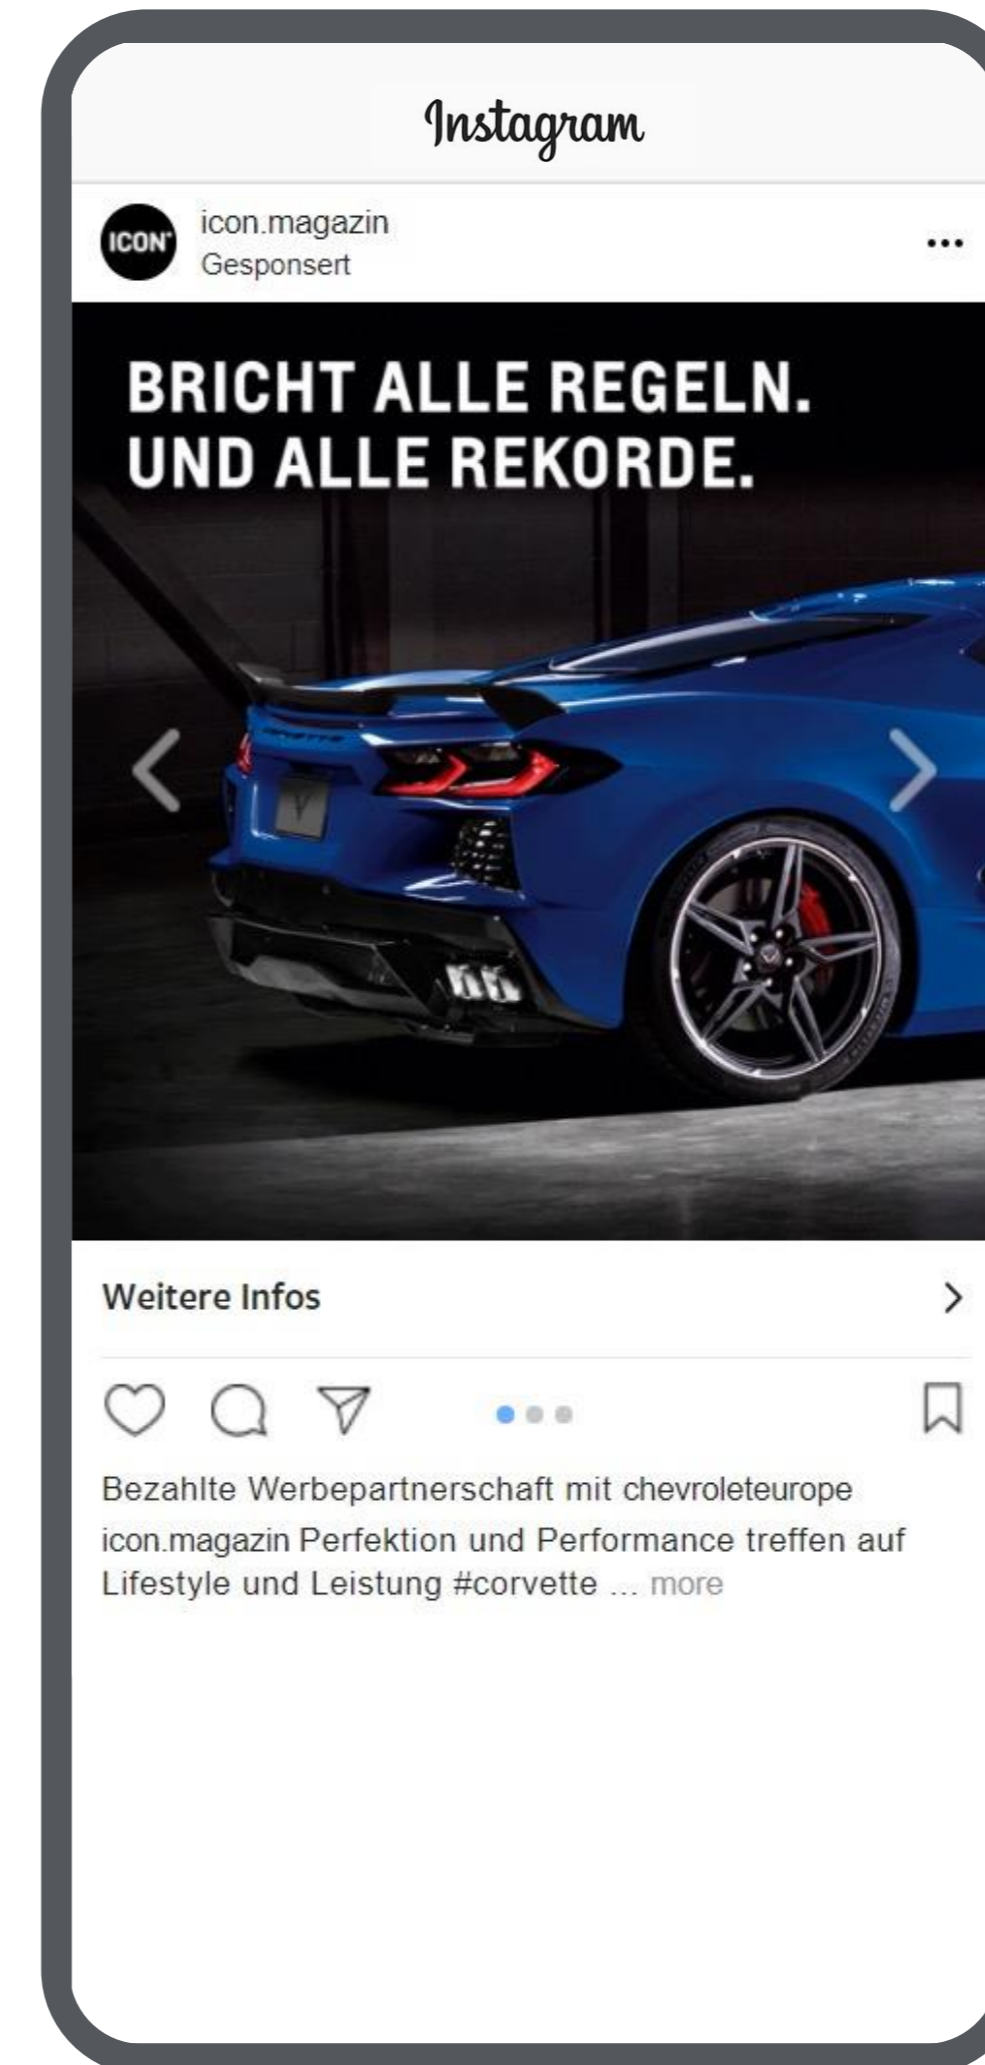 Instagram
ICON
icon.magazin
Gesponsert
BRICHT ALLE REGELN.
UND ALLE REKORDE.
CORVETTE
Weitere Infos
Bezahlte Werbepartnerschaft mit chevroleteurope
icon.magazin Perfektion und Performance treffen auf
Lifestyle und Leistung #corvette ... more